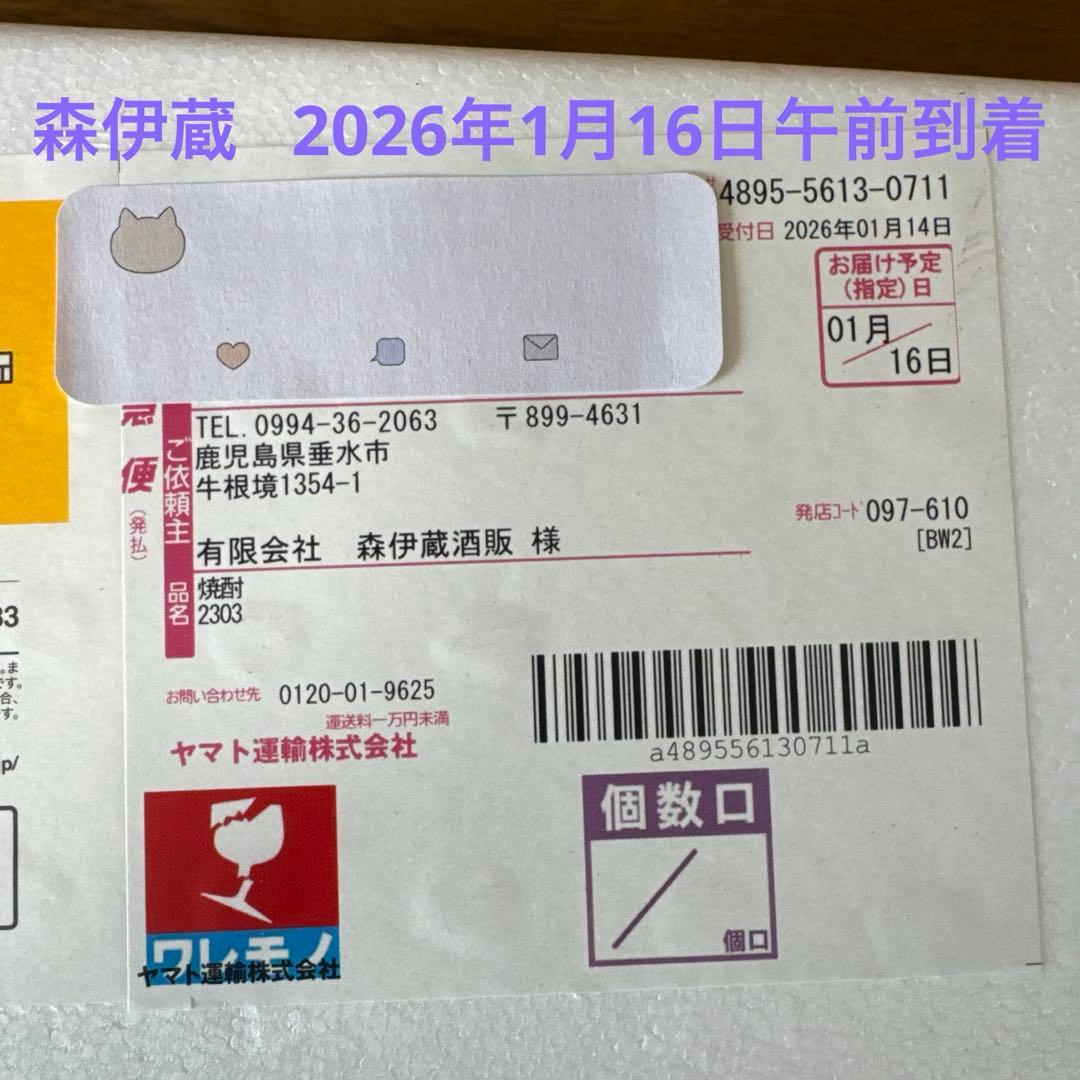 森伊蔵 2026年1月16日午前到着
4895-5613-0711
受付日 2026年01月14日
お届け予定
(指定)日
01月
16日
急便
(発払)
ご依頼主
TEL. 0994-36-2063 〒899-4631
鹿児島県垂水市
牛根境1354-1
発店コード 097-610
[BW2]
有限会社 森伊蔵酒販 様
品名
焼酎
2303
33
。ま
です。
合、
す。
p/
お問い合わせ先 0120-01-9625
運送料一万円未満
ヤマト運輸株式会社
a489556130711a
個数口
個口
ワレモノ
ヤマト運輸株式会社